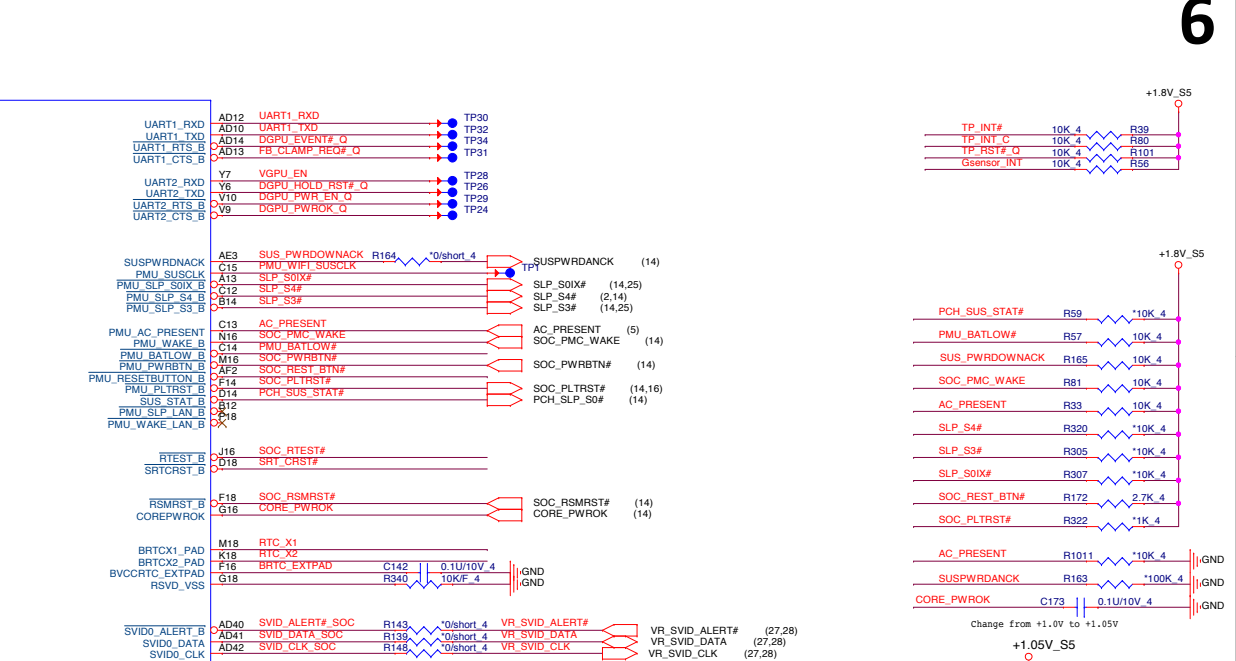 6
UART1_RXD AD12 UART1_RXD TP30
UART1_TXD AD10 UART1_TXD TP32
UART1_RTS_B AD14 DGPU_EVENT#_Q TP34
UART1_CTS_B AD13 FB_CLAMP_REQ#_Q TP31
UART2_RXD Y7 VGPU_EN TP28
UART2_TXD Y6 DGPU_HOLD_RST#_Q TP26
UART2_RTS_B V10 DGPU_PWR_EN_Q TP29
UART2_CTS_B V9 DGPU_PWROK_Q TP24
SUSPWRDNACK AE3 SUS_PWRDOWNACK R164 *0/short_4 SUSPWRDANCK (14)
PMU_SUSCLK C15 PMU_WIFI_SUSCLK TP1
PMU_SLP_S0IX_B A13 SLP_S0IX# SLP_S0IX# (14,25)
PMU_SLP_S4_B C12 SLP_S4# SLP_S4# (2,14)
PMU_SLP_S3_B B14 SLP_S3# SLP_S3# (14,25)
PMU_AC_PRESENT C13 AC_PRESENT AC_PRESENT (5)
PMU_WAKE_B N16 SOC_PMC_WAKE SOC_PMC_WAKE (14)
PMU_BATLOW_B C14 PMU_BATLOW#
PMU_PWRBTN_B M16 SOC_PWRBTN# SOC_PWRBTN# (14)
PMU_RESETBUTTON_B AF2 SOC_REST_BTN#
PMU_PLTRST_B F14 SOC_PLTRST# SOC_PLTRST# (14,16)
SUS_STAT_B D14 PCH_SUS_STAT# PCH_SLP_S0# (14)
PMU_SLP_LAN_B B12
PMU_WAKE_LAN_B
RTEST_B J16 SOC_RTEST#
SRTCRST_B D18 SRT_CRST#
RSMRST_B F18 SOC_RSMRST# SOC_RSMRST# (14)
COREPWROK G16 CORE_PWROK CORE_PWROK (14)
BRTCX1_PAD M18 RTC_X1
BRTCX2_PAD K18 RTC_X2
BVCCRTC_EXTPAD F16 BRTC_EXTPAD C142 0.1U/10V_4 GND
RSVD_VSS G18 R340 10K/F_4 GND
SVID0_ALERT_B AD40 SVID_ALERT#_SOC R143 *0/short_4 VR_SVID_ALERT# VR_SVID_ALERT# (27,28)
SVID0_DATA AD41 SVID_DATA_SOC R139 *0/short_4 VR_SVID_DATA VR_SVID_DATA (27,28)
SVID0_CLK AD42 SVID_CLK_SOC R148 *0/short_4 VR_SVID_CLK VR_SVID_CLK (27,28)
+1.8V_S5
TP_INT# 10K_4 R39
TP_INT_C 10K_4 R80
TP_RST#_Q 10K_4 R101
Gsensor_INT 10K_4 R56
+1.8V_S5
PCH_SUS_STAT# R59 *10K_4
PMU_BATLOW# R57 10K_4
SUS_PWRDOWNACK R165 10K_4
SOC_PMC_WAKE R81 10K_4
AC_PRESENT R33 10K_4
SLP_S4# R320 *10K_4
SLP_S3# R305 *10K_4
SLP_S0IX# R307 *10K_4
SOC_REST_BTN# R172 2.7K_4
SOC_PLTRST# R322 *1K_4
AC_PRESENT R1011 *10K_4 GND
SUSPWRDANCK R163 *100K_4 GND
CORE_PWROK C173 0.1U/10V_4 GND
Change from +1.0V to +1.05V
+1.05V_S5